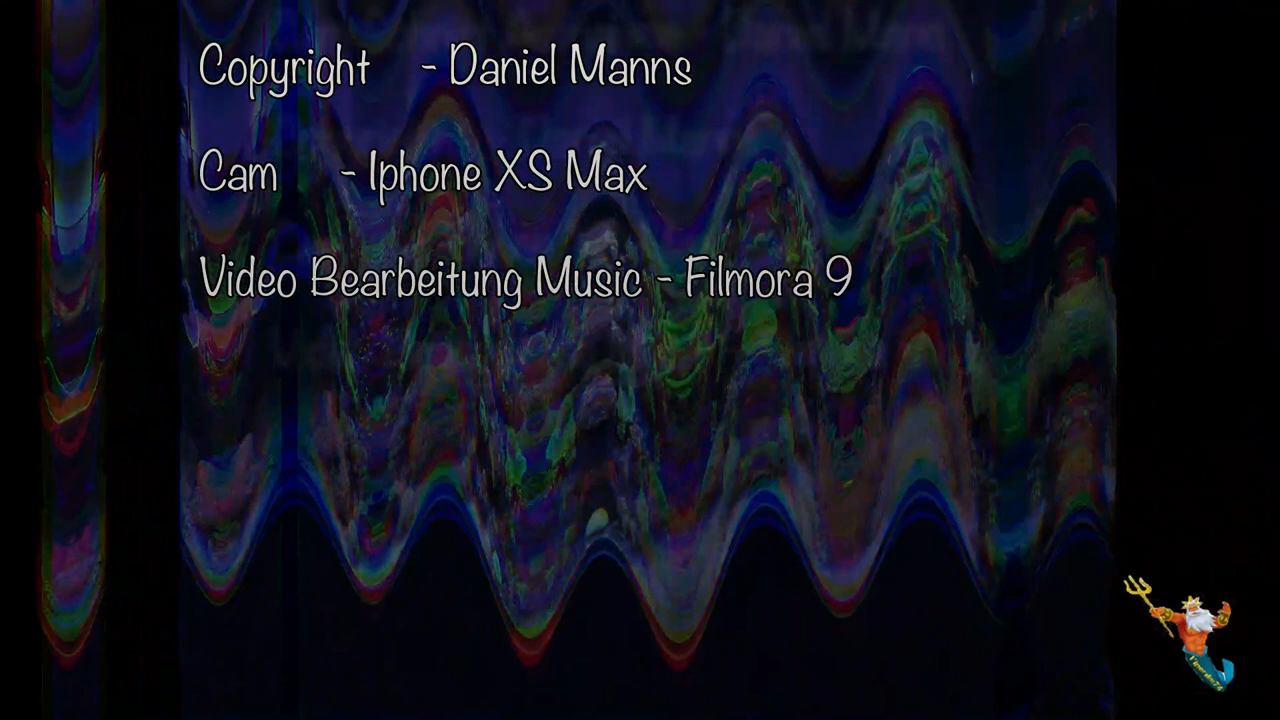 Copyright - Daniel Manns
Cam - Iphone XS Max
Video Bearbeitung Music - Filmora 9